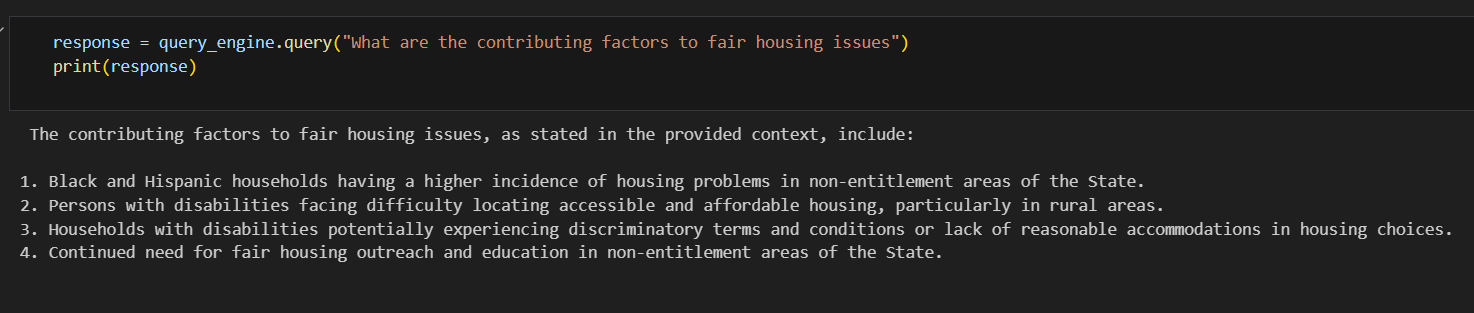 response = query_engine.query("What are the contributing factors to fair housing issues")
print(response)
The contributing factors to fair housing issues, as stated in the provided context, include:
1. Black and Hispanic households having a higher incidence of housing problems in non-entitlement areas of the State.
2. Persons with disabilities facing difficulty locating accessible and affordable housing, particularly in rural areas.
3. Households with disabilities potentially experiencing discriminatory terms and conditions or lack of reasonable accommodations in housing choices.
4. Continued need for fair housing outreach and education in non-entitlement areas of the State.